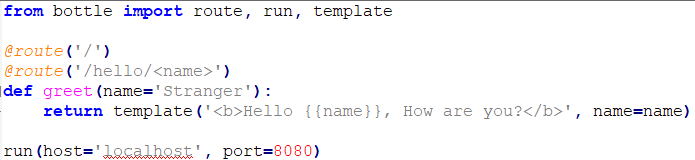 from bottle import route, run, template
@route('/')
@route('/hello/<name>')
def greet(name='Stranger'):
    return template('<b>Hello {{name}}, How are you?</b>', name=name)
run(host='localhost', port=8080)